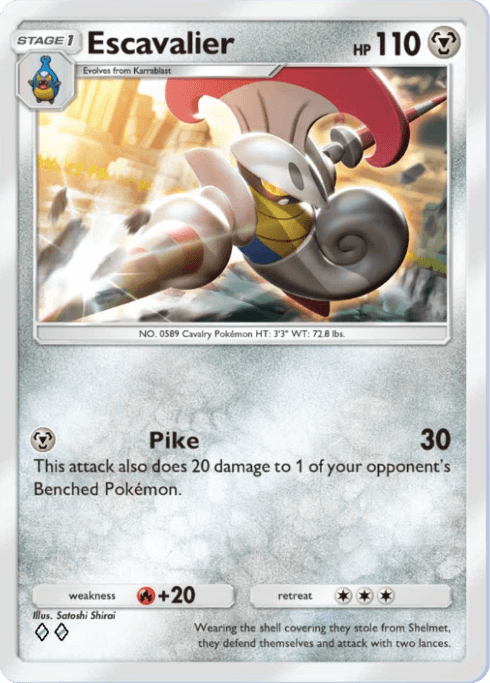 STAGE 1 Escavalier HP 110
Evolves from Karrablast
NO. 0589 Cavalry Pokémon HT: 3'3" WT: 72.8 lbs.
Pike 30
This attack also does 20 damage to 1 of your opponent's
Benched Pokémon.
weakness +20 retreat
Illus. Satoshi Shirai
Wearing the shell covering they stole from Shelmet,
they defend themselves and attack with two lances.